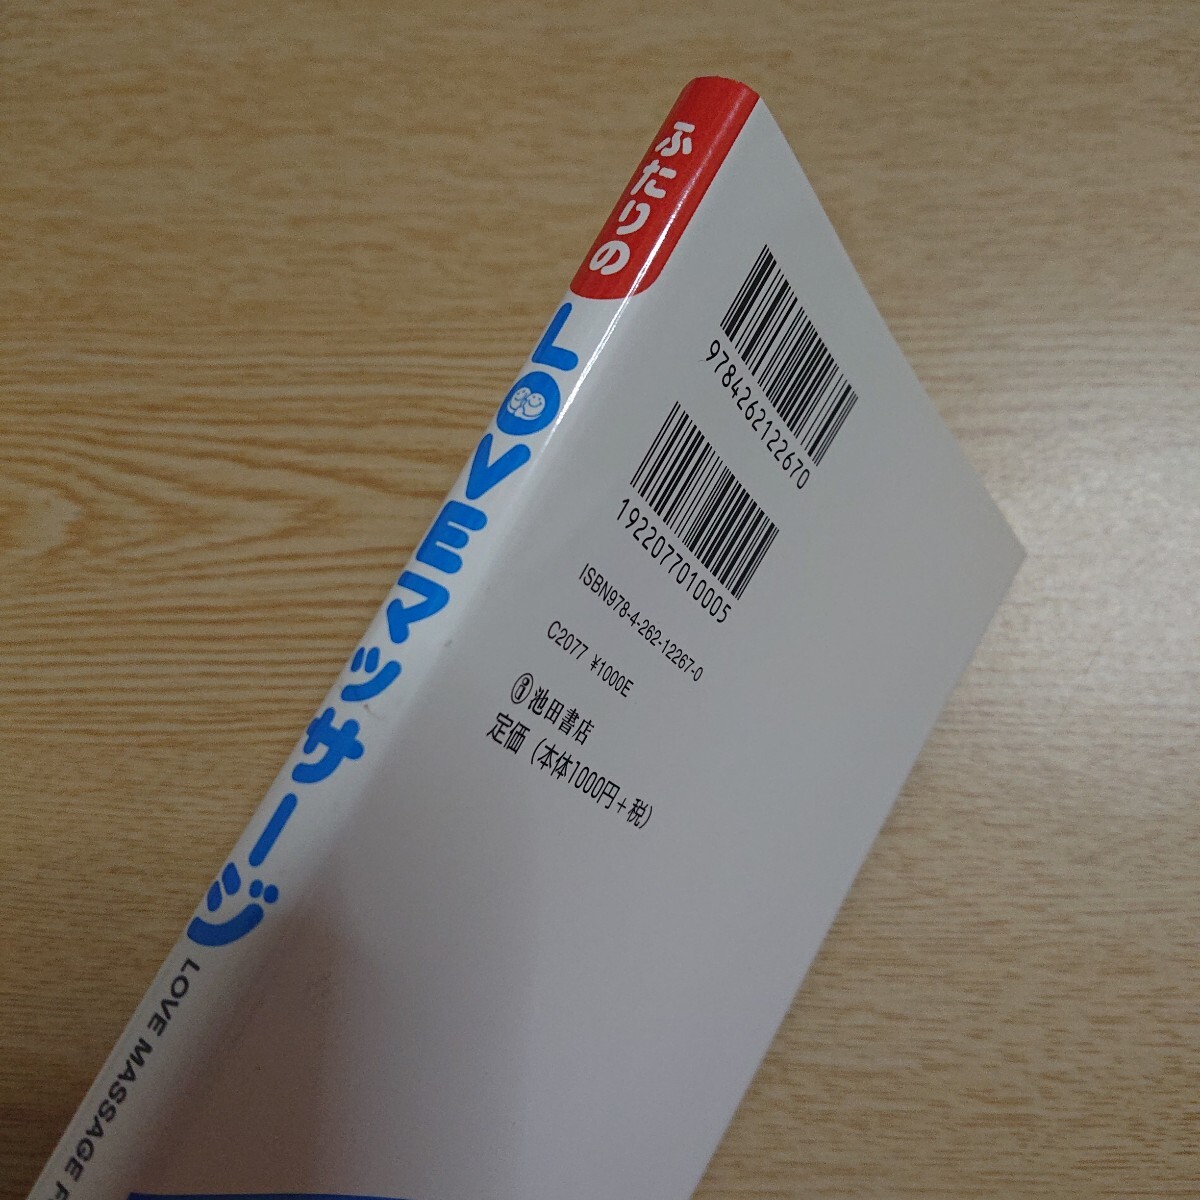 ふたりの
LOVEマッサージ
LOVE MASSAGE F
9784262122670
1922077010005
ISBN978-4-262-12267-0
C2077 ¥1000E
池田書店
定価（本体1000円+税）